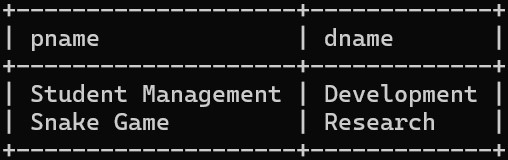 +--------------------+-------------+
| pname              | dname       |
+--------------------+-------------+
| Student Management | Development |
| Snake Game         | Research    |
+--------------------+-------------+